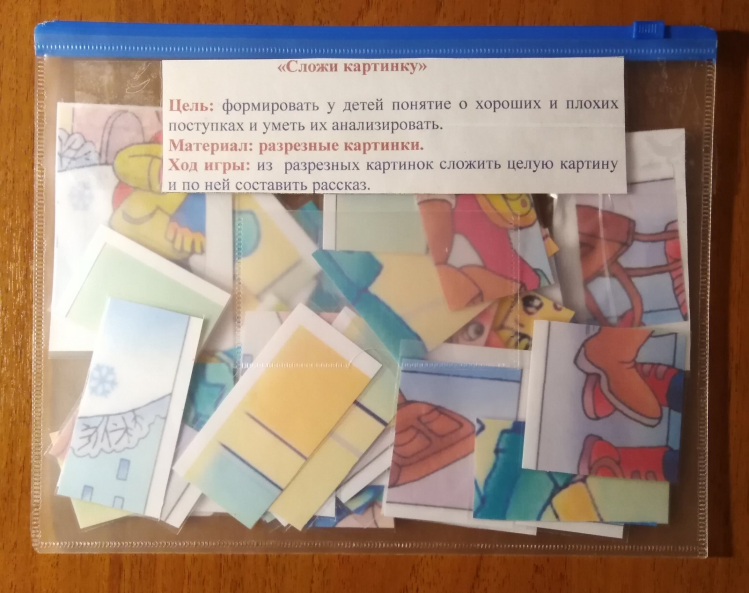 «Сложи картинку»
Цель: формировать у детей понятие о хороших и плохих
поступках и уметь их анализировать.
Материал: разрезные картинки.
Ход игры: из разрезных картинок сложить целую картину
и по ней составить рассказ.